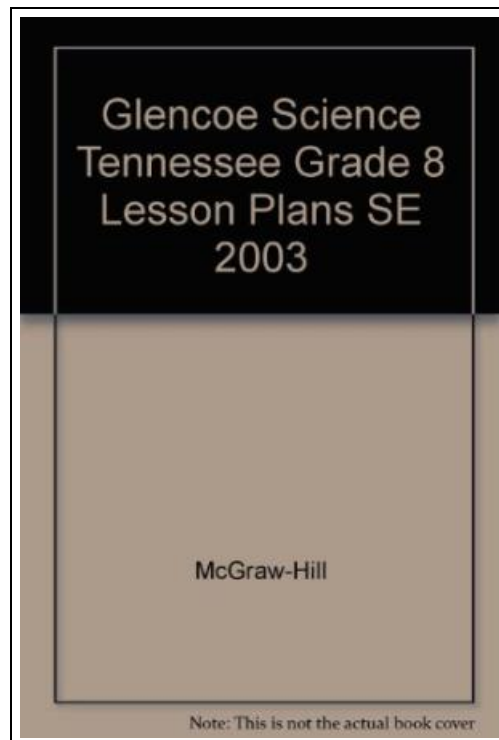 Glencoe Science
Tennessee Grade 8
Lesson Plans SE
2003
McGraw-Hill
Note: This is not the actual book cover